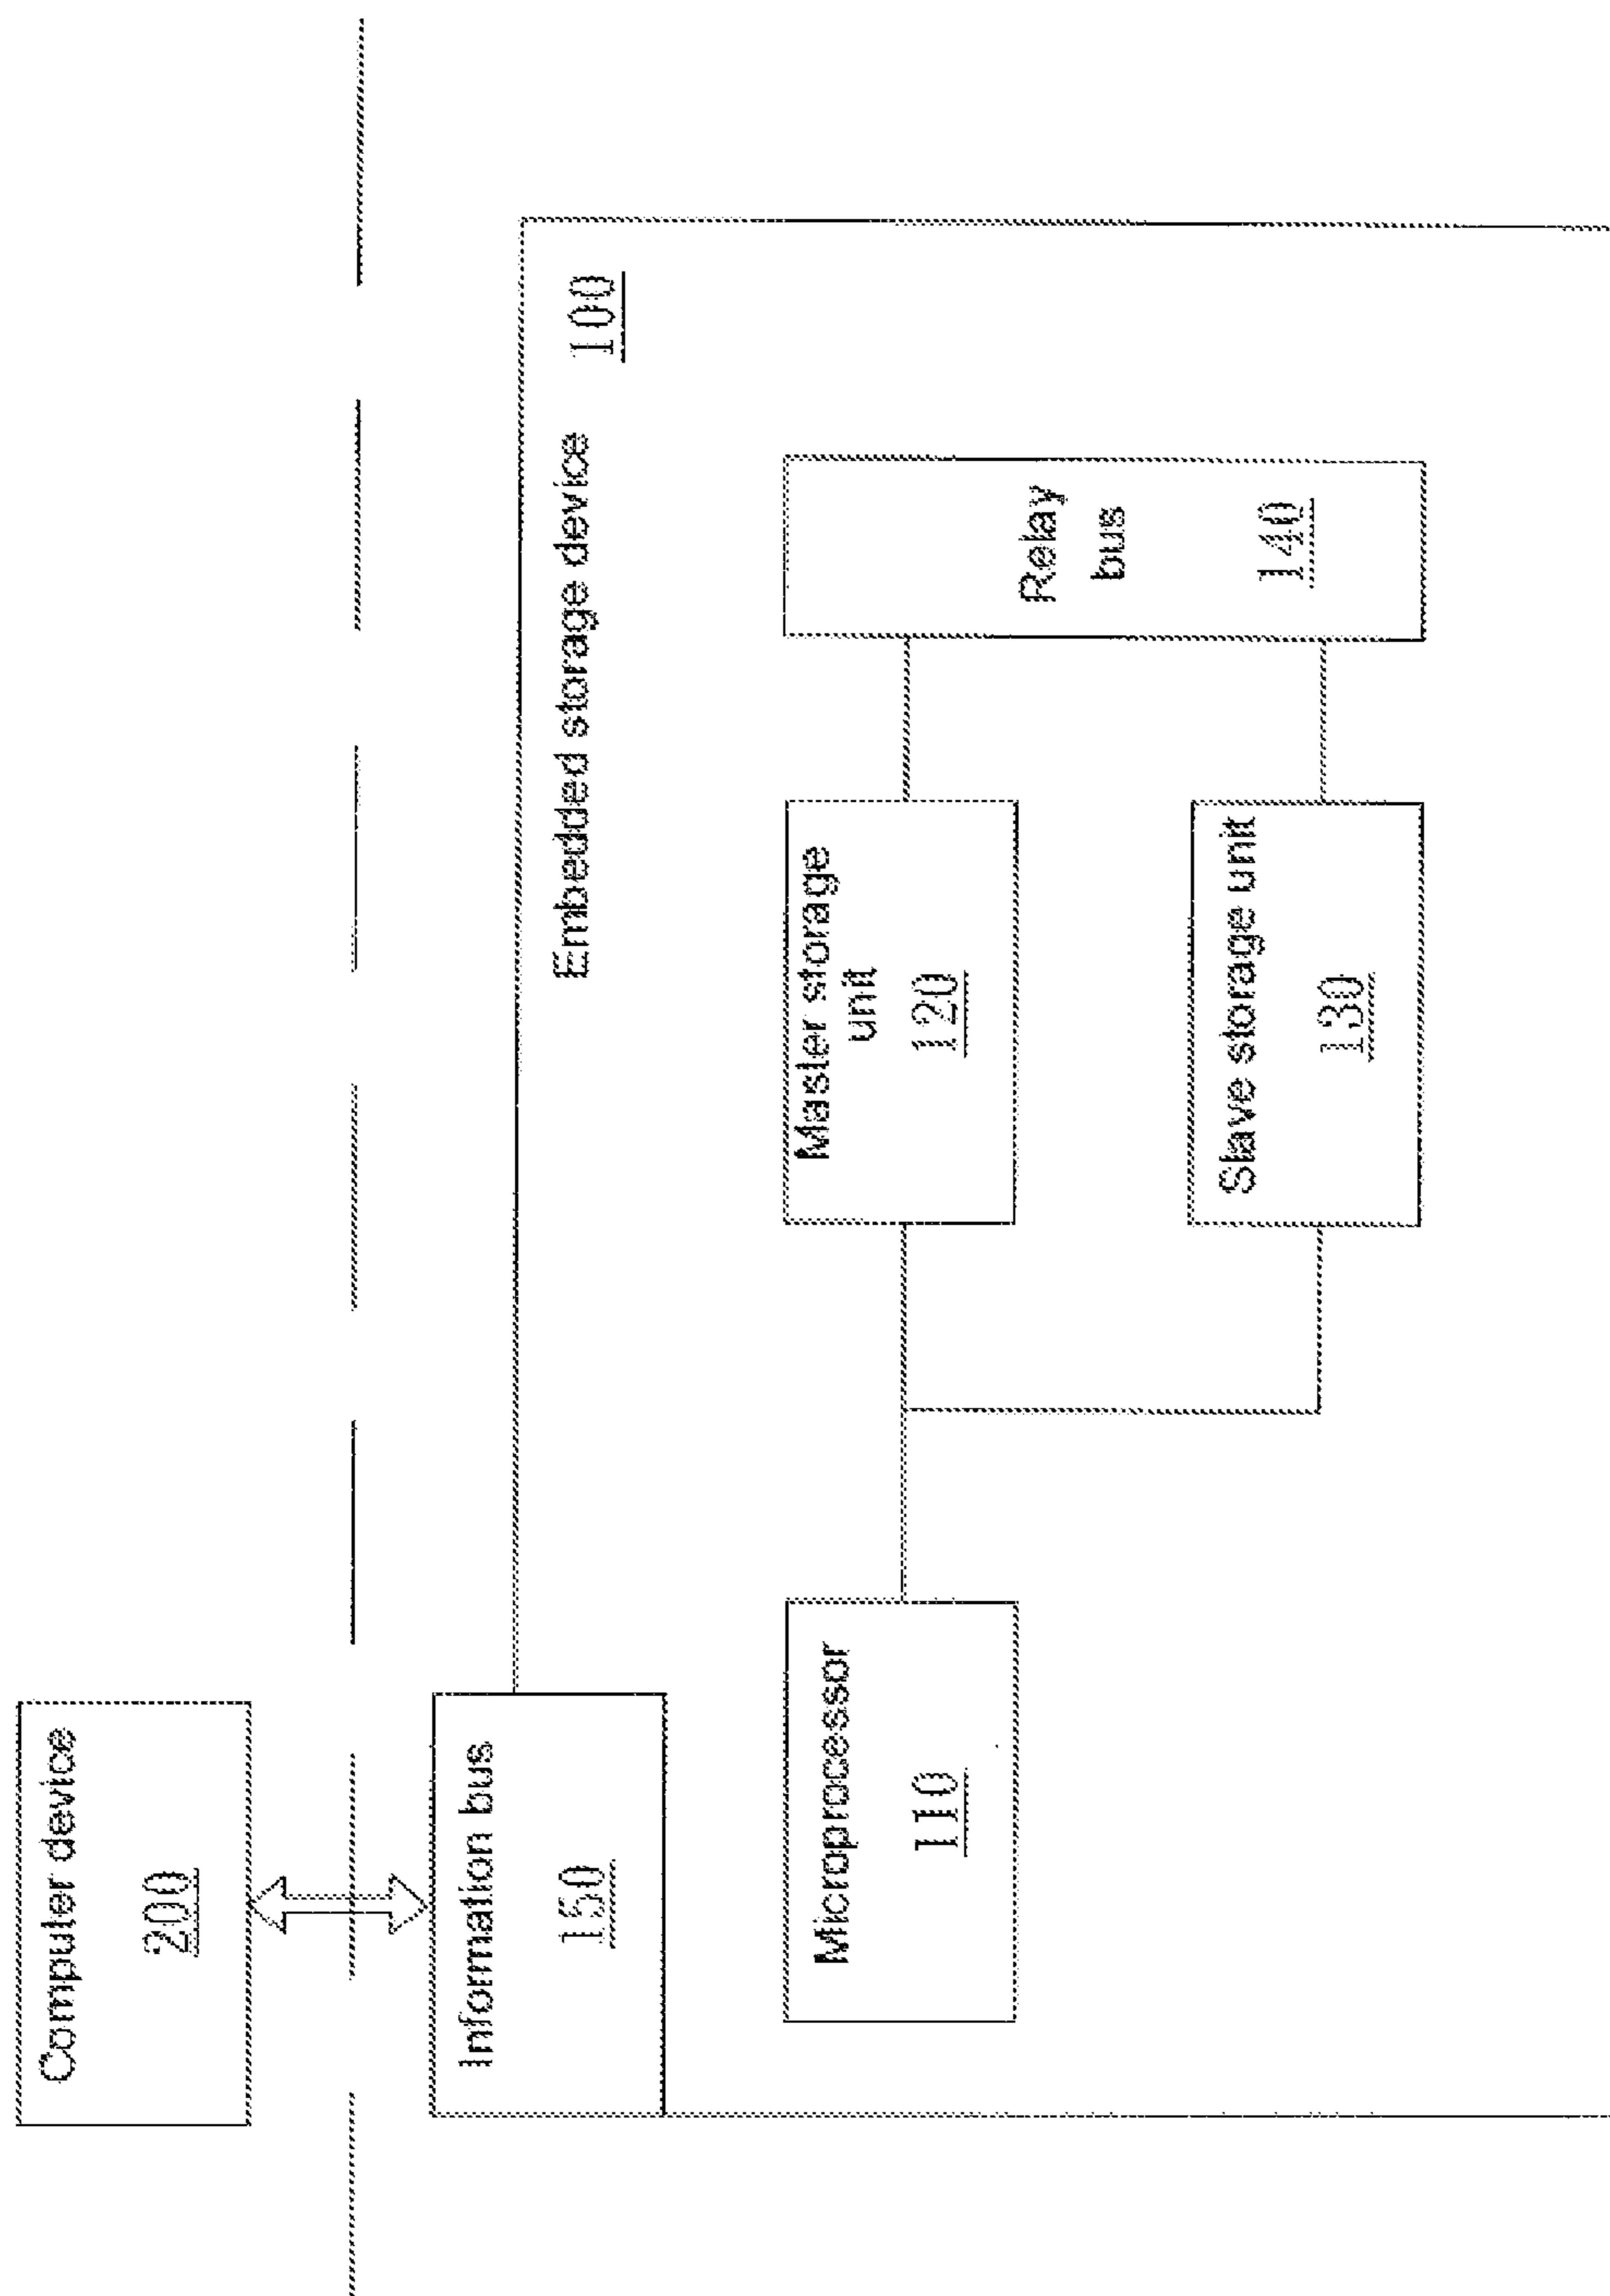 Computer device
200
Information bus
150
Embedded storage device 100
Microprocessor
110
Master storage
unit
120
Slave storage unit
130
Relay
bus
140